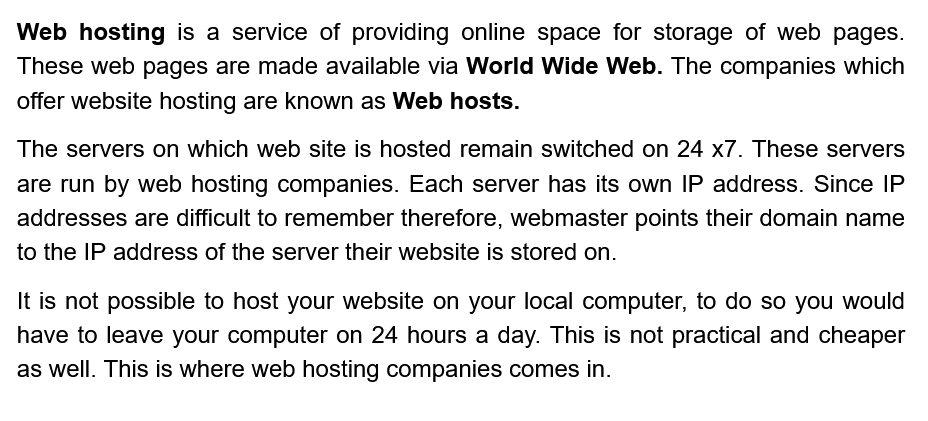 Web hosting is a service of providing online space for storage of web pages.
These web pages are made available via World Wide Web. The companies which
offer website hosting are known as Web hosts.
The servers on which web site is hosted remain switched on 24 x7. These servers
are run by web hosting companies. Each server has its own IP address. Since IP
addresses are difficult to remember therefore, webmaster points their domain name
to the IP address of the server their website is stored on.
It is not possible to host your website on your local computer, to do so you would
have to leave your computer on 24 hours a day. This is not practical and cheaper
as well. This is where web hosting companies comes in.